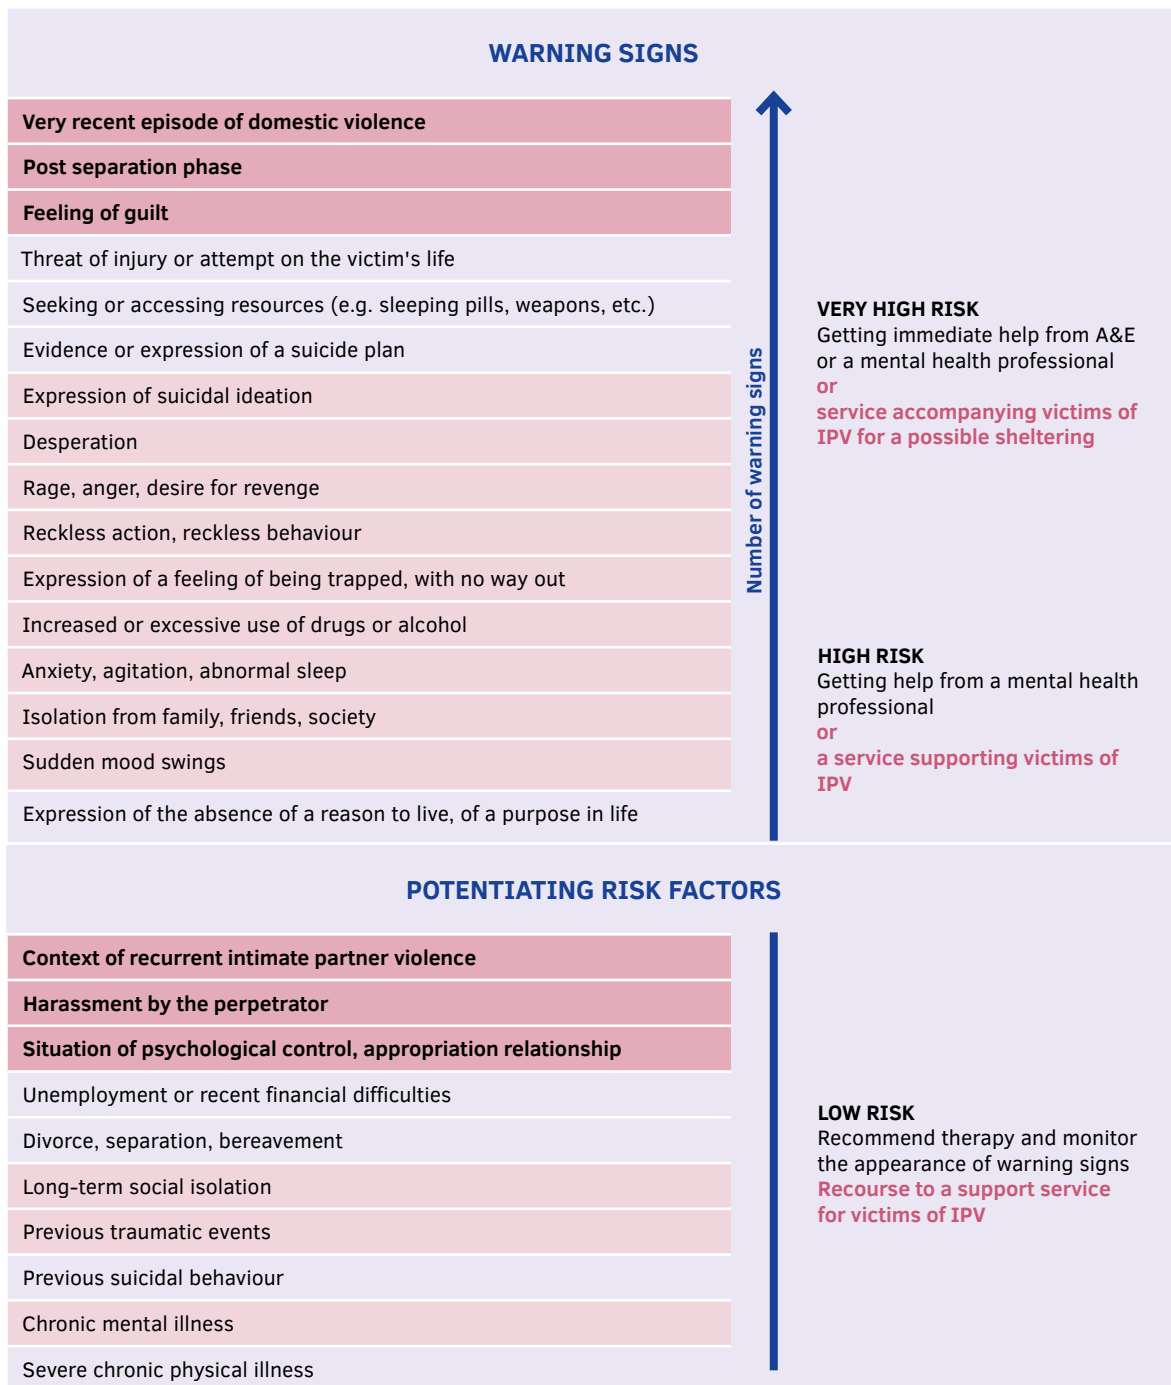 WARNING SIGNS
Very recent episode of domestic violence
Post separation phase
Feeling of guilt
Threat of injury or attempt on the victim's life
Seeking or accessing resources (e.g. sleeping pills, weapons, etc.)
Evidence or expression of a suicide plan
Expression of suicidal ideation
Desperation
Rage, anger, desire for revenge
Reckless action, reckless behaviour
Expression of a feeling of being trapped, with no way out
Increased or excessive use of drugs or alcohol
Anxiety, agitation, abnormal sleep
Isolation from family, friends, society
Sudden mood swings
Expression of the absence of a reason to live, of a purpose in life
Number of warning signs
VERY HIGH RISK
Getting immediate help from A&E
or a mental health professional
or
service accompanying victims of
IPV for a possible sheltering
HIGH RISK
Getting help from a mental health
professional
or
a service supporting victims of
IPV
POTENTIATING RISK FACTORS
Context of recurrent intimate partner violence
Harassment by the perpetrator
Situation of psychological control, appropriation relationship
Unemployment or recent financial difficulties
Divorce, separation, bereavement
Long-term social isolation
Previous traumatic events
Previous suicidal behaviour
Chronic mental illness
Severe chronic physical illness
LOW RISK
Recommend therapy and monitor
the appearance of warning signs
Recourse to a support service
for victims of IPV